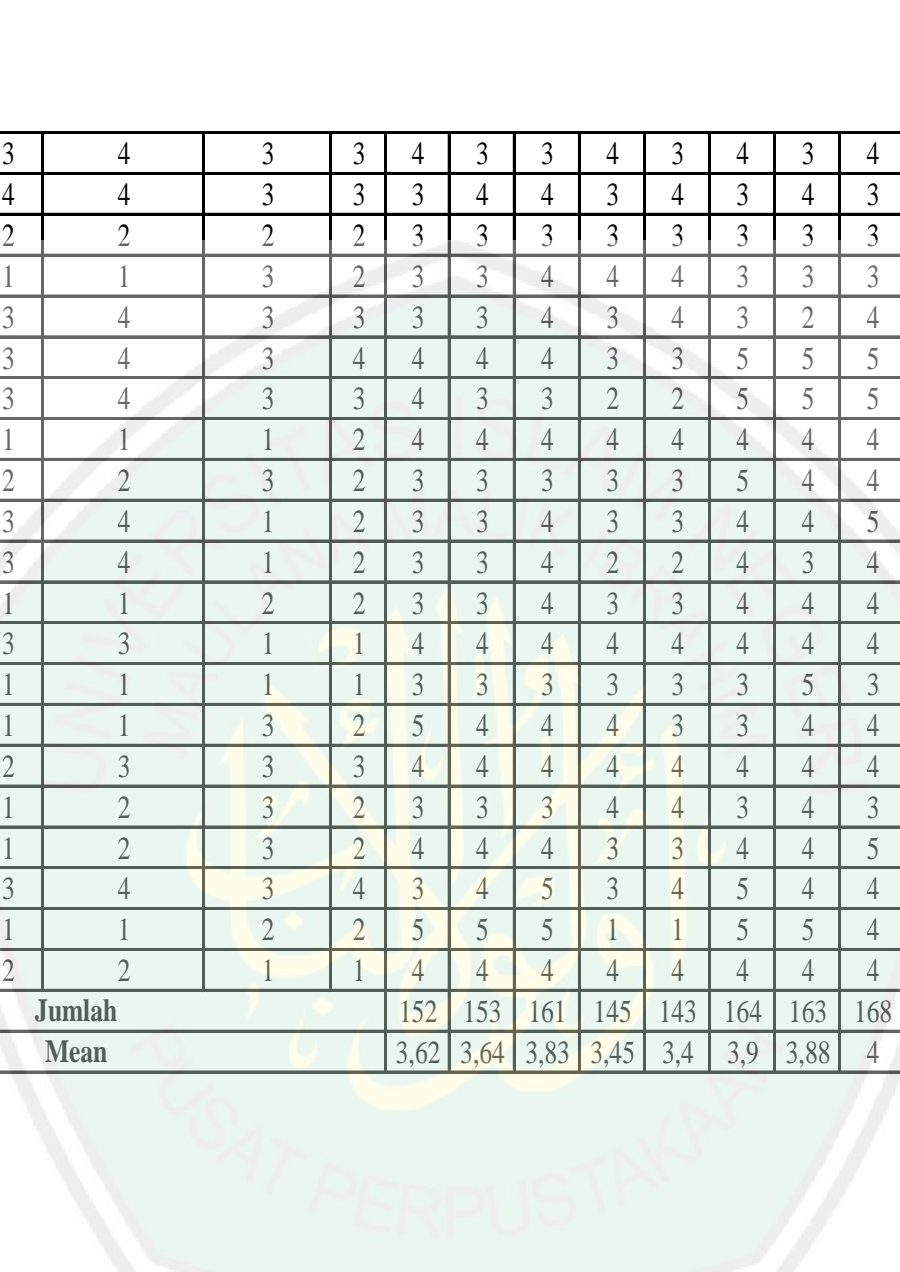 3 4 3 3 4 3 3 4 3 4 3 4
4 4 3 3 3 4 4 3 4 3 4 3
2 2 2 2 3 3 3 3 3 3 3 3
1 1 3 2 3 3 4 4 4 3 3 3
3 4 3 3 3 3 4 3 4 3 2 4
3 4 3 4 4 4 4 3 3 5 5 5
3 4 3 3 4 3 3 2 2 5 5 5
1 1 1 2 4 4 4 4 4 4 4 4
2 2 3 2 3 3 3 3 3 5 4 4
3 4 1 2 3 3 4 3 3 4 4 5
3 4 1 2 3 3 4 2 2 4 3 4
1 1 2 2 3 3 4 3 3 4 4 4
3 3 1 1 4 4 4 4 4 4 4 4
1 1 1 1 3 3 3 3 3 3 5 3
1 1 3 2 5 4 4 4 3 3 4 4
2 3 3 3 4 4 4 4 4 4 4 4
1 2 3 2 3 3 3 4 4 3 4 3
1 2 3 2 4 4 4 3 3 4 4 5
3 4 3 4 3 4 5 3 4 5 4 4
1 1 2 2 5 5 5 1 1 5 5 4
2 2 1 1 4 4 4 4 4 4 4 4
Jumlah 152 153 161 145 143 164 163 168
Mean 3,62 3,64 3,83 3,45 3,4 3,9 3,88 4
UNIVERSITAS ISLAM NEGERI
MAULANA MALIK IBRAHIM
PUSAT PERPUSTAKAAN